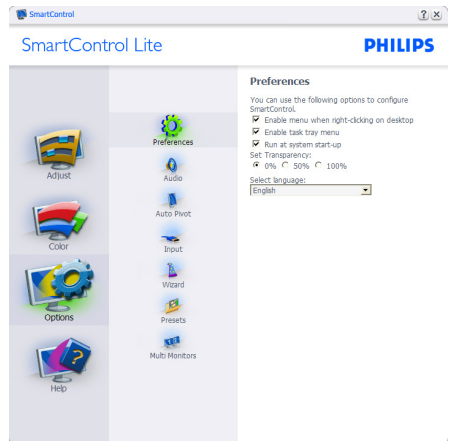 SmartControl
SmartControl Lite
PHILIPS
Adjust
Color
Options
Help
Preferences
Audio
Auto Pivot
Input
Wizard
Presets
Multi Monitors
Preferences
You can use the following options to configure
SmartControl.
Enable menu when right-clicking on desktop
Enable task tray menu
Run at system start-up
Set Transparency:
0% 50% 100%
Select language:
English